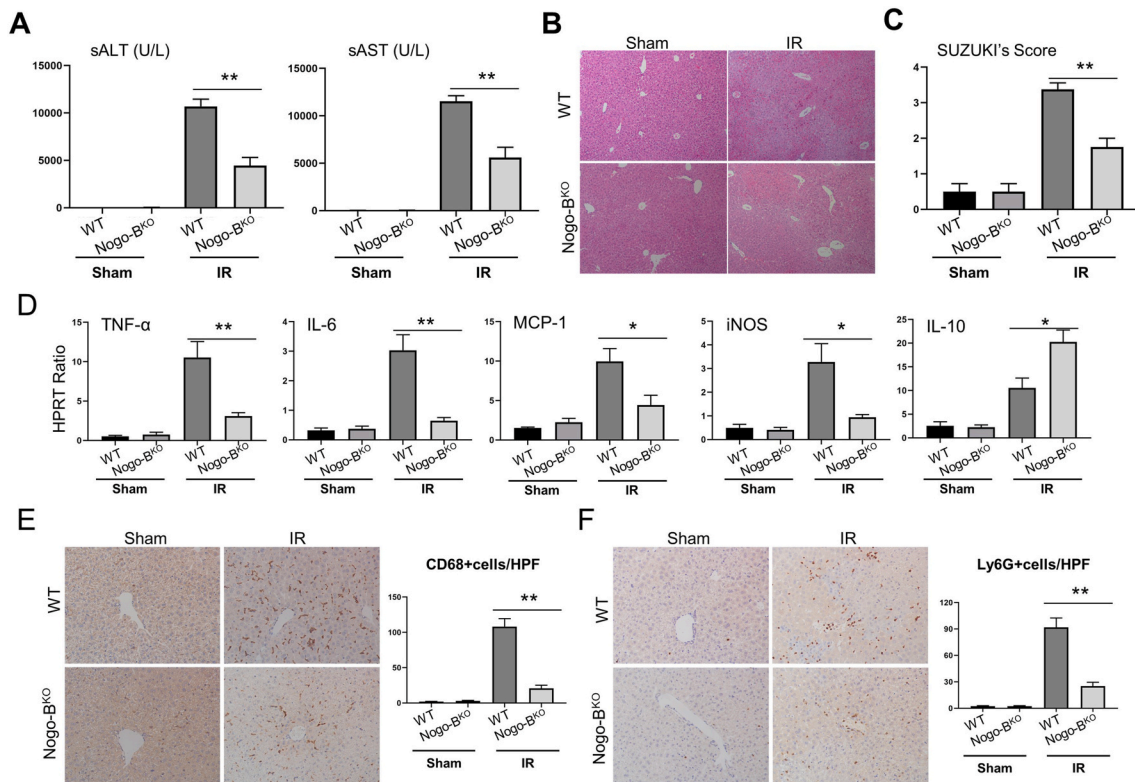 A
sALT (U/L)
15000
10000
5000
0
WT
Nogo-BKO
WT
Nogo-BKO
Sham
IR
**
sAST (U/L)
15000
10000
5000
0
WT
Nogo-BKO
WT
Nogo-BKO
Sham
IR
**
B
Sham
IR
WT
Nogo-BKO
C
SUZUKI's Score
4
3
2
1
0
WT
Nogo-BKO
WT
Nogo-BKO
Sham
IR
**
D
HPRT Ratio
TNF-α
15
10
5
0
WT
Nogo-BKO
WT
Nogo-BKO
Sham
IR
**
IL-6
4
3
2
1
0
WT
Nogo-BKO
WT
Nogo-BKO
Sham
IR
**
MCP-1
15
10
5
0
WT
Nogo-BKO
WT
Nogo-BKO
Sham
IR
*
iNOS
5
4
3
2
1
0
WT
Nogo-BKO
WT
Nogo-BKO
Sham
IR
*
IL-10
25
20
15
10
5
0
WT
Nogo-BKO
WT
Nogo-BKO
Sham
IR
*
E
Sham
IR
WT
Nogo-BKO
CD68+cells/HPF
150
100
50
0
WT
Nogo-BKO
WT
Nogo-BKO
Sham
IR
**
F
Sham
IR
WT
Nogo-BKO
Ly6G+cells/HPF
120
90
60
30
0
WT
Nogo-BKO
WT
Nogo-BKO
Sham
IR
**